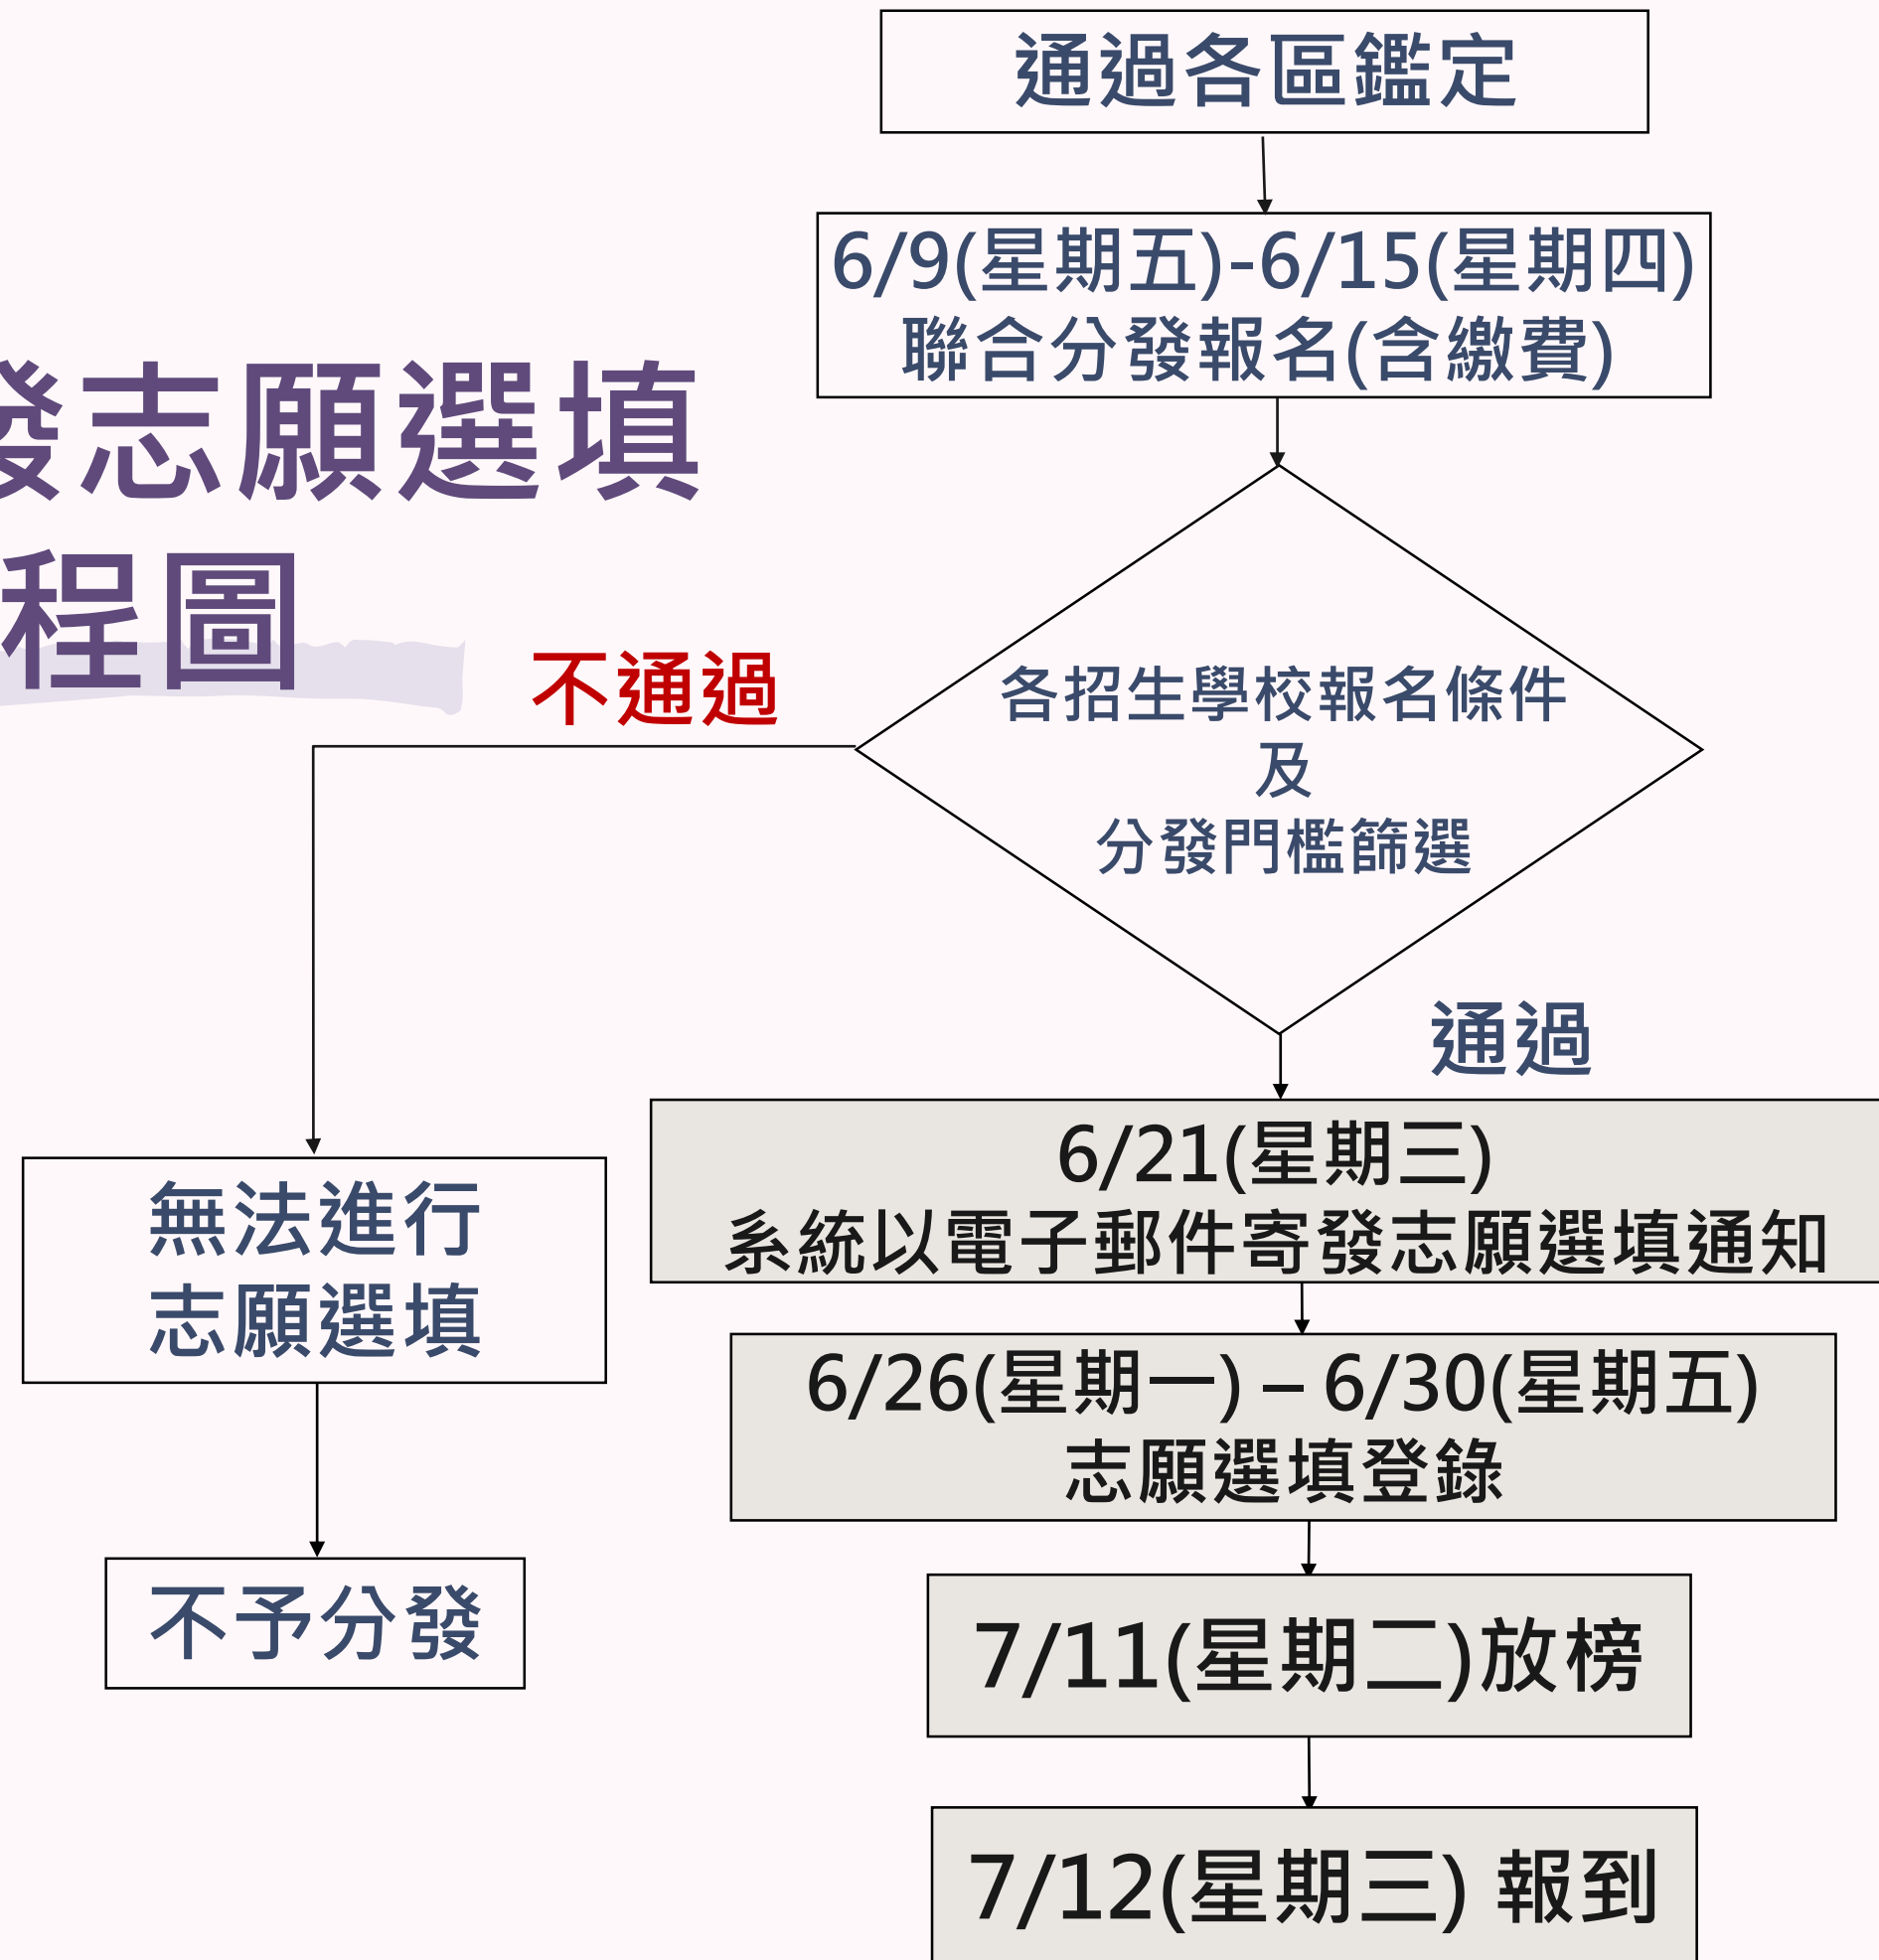 發志願選填
程圖
通過各區鑑定
6/9(星期五)-6/15(星期四)
聯合分發報名(含繳費)
各招生學校報名條件
及
分發門檻篩選
不通過
無法進行
志願選填
不予分發
通過
6/21(星期三)
系統以電子郵件寄發志願選填通知
6/26(星期一) – 6/30(星期五)
志願選填登錄
7/11(星期二)放榜
7/12(星期三) 報到